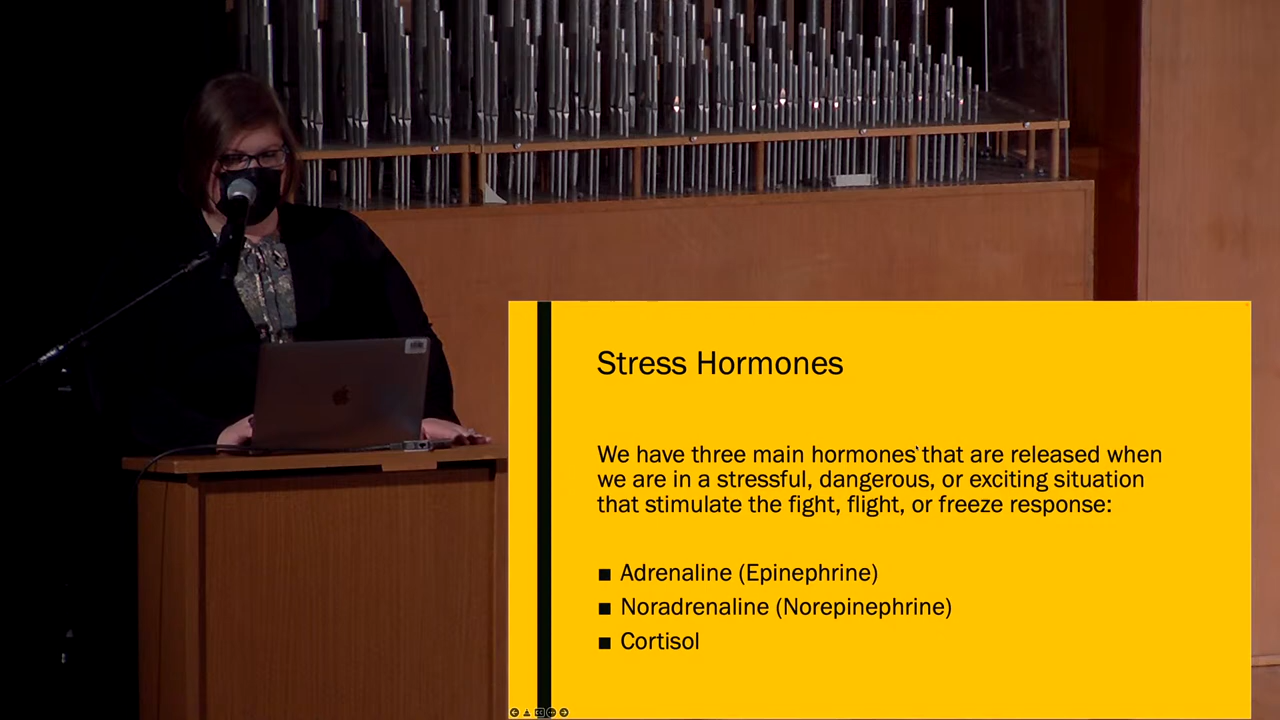 Stress Hormones
We have three main hormones`that are released when
we are in a stressful, dangerous, or exciting situation
that stimulate the fight, flight, or freeze response:
■ Adrenaline (Epinephrine)
■ Noradrenaline (Norepinephrine)
■ Cortisol